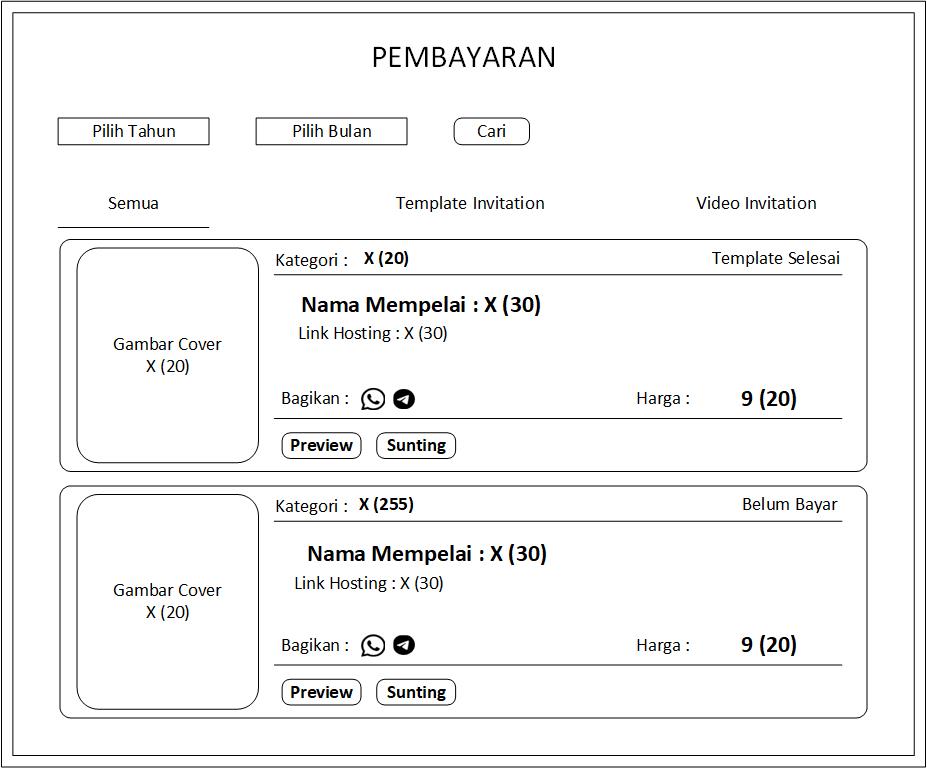 PEMBAYARAN
Pilih Tahun Pilih Bulan Cari
Semua Template Invitation Video Invitation
Gambar Cover
X (20)
Kategori : X (20) Template Selesai
Nama Mempelai : X (30)
Link Hosting : X (30)
Bagikan : Harga : 9 (20)
Preview Sunting
Gambar Cover
X (20)
Kategori : X (255) Belum Bayar
Nama Mempelai : X (30)
Link Hosting : X (30)
Bagikan : Harga : 9 (20)
Preview Sunting